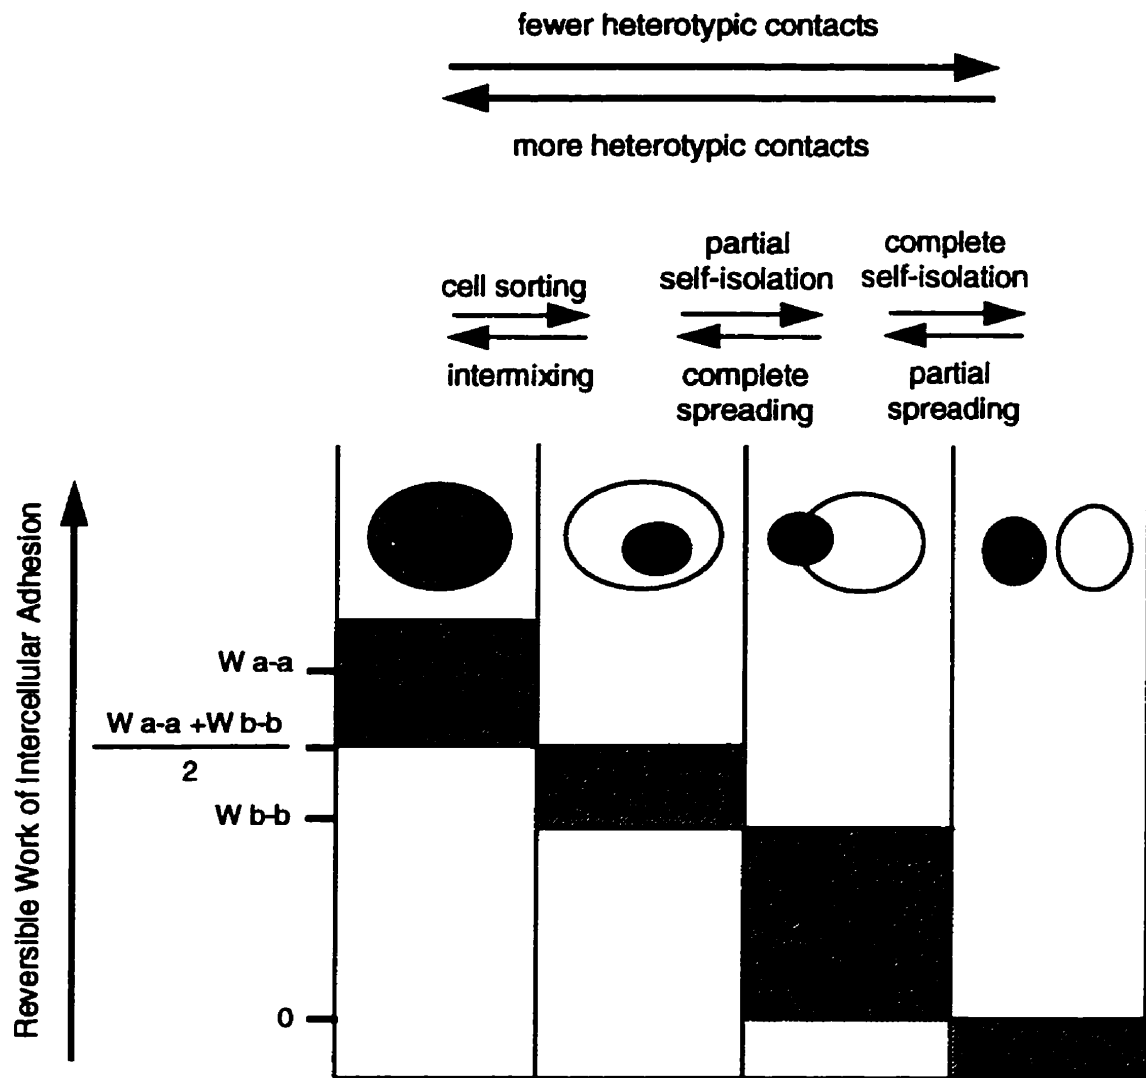 fewer heterotypic contacts
more heterotypic contacts
cell sorting
intermixing
partial
self-isolation
complete
spreading
complete
self-isolation
partial
spreading
Reversible Work of Intercellular Adhesion
W a-a
W a-a +W b-b
2
W b-b
0